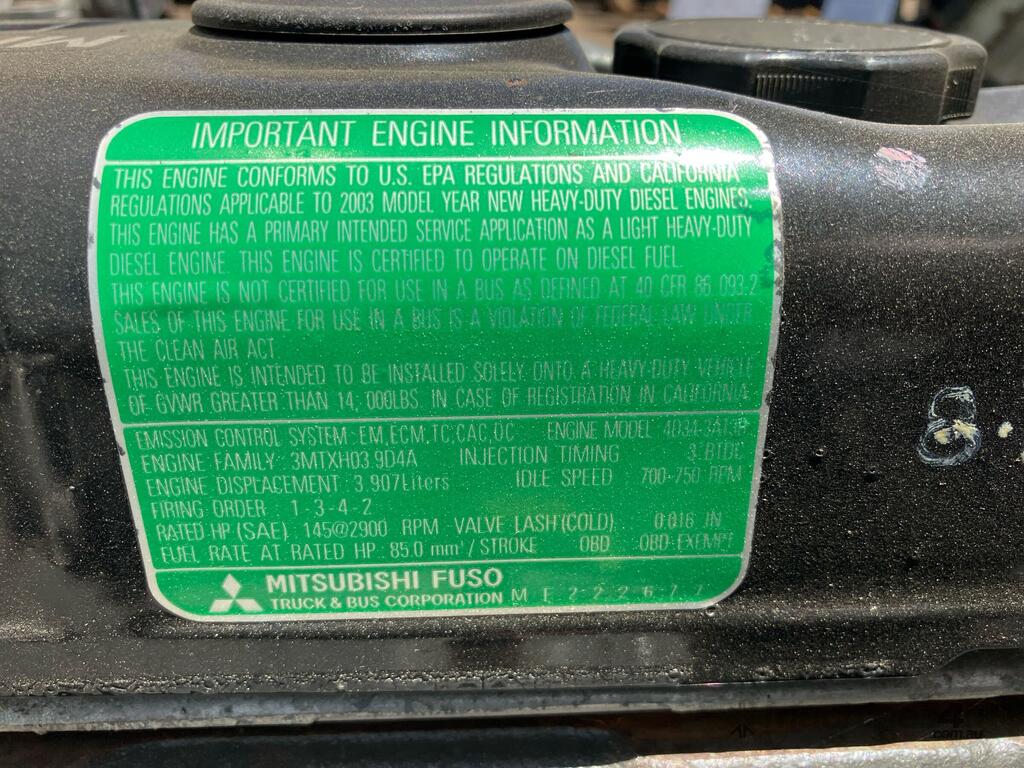 IMPORTANT ENGINE INFORMATION
THIS ENGINE CONFORMS TO U.S. EPA REGULATIONS AND CALIFORNIA
REGULATIONS APPLICABLE TO 2003 MODEL YEAR NEW HEAVY-DUTY DIESEL ENGINES.
THIS ENGINE HAS A PRIMARY INTENDED SERVICE APPLICATION AS A LIGHT HEAVY-DUTY
DIESEL ENGINE. THIS ENGINE IS CERTIFIED TO OPERATE ON DIESEL FUEL.
THIS ENGINE IS NOT CERTIFIED FOR USE IN A BUS AS DEFINED AT 40 CFR 86 093.2
SALES OF THIS ENGINE FOR USE IN A BUS IS A VIOLATION OF FEDERAL LAW UNDER
THE CLEAN AIR ACT.
THIS ENGINE IS INTENDED TO BE INSTALLED SOLELY ONTO A HEAVY-DUTY VEHICLE
OF GVWR GREATER THAN 14, 000LBS. IN CASE OF REGISTRATION IN CALIFORNIA
EMISSION CONTROL SYSTEM : EM,ECM,TC,CAC,OC ENGINE MODEL
ENGINE FAMILY : 3MTXH03.9D4A INJECTION TIMING 3. BTDC
ENGINE DISPLACEMENT : 3.907Liters IDLE SPEED 700-750 RPM
FIRING ORDER : 1-3-4-2
RATED HP (SAE) : 145@2900 RPM VALVE LASH(COLD) 0.016 IN
FUEL RATE AT RATED HP : 85.0 mm³/STROKE OBD OBD-EXEMPT
MITSUBISHI FUSO
TRUCK & BUS CORPORATION ME222677
8
com.au